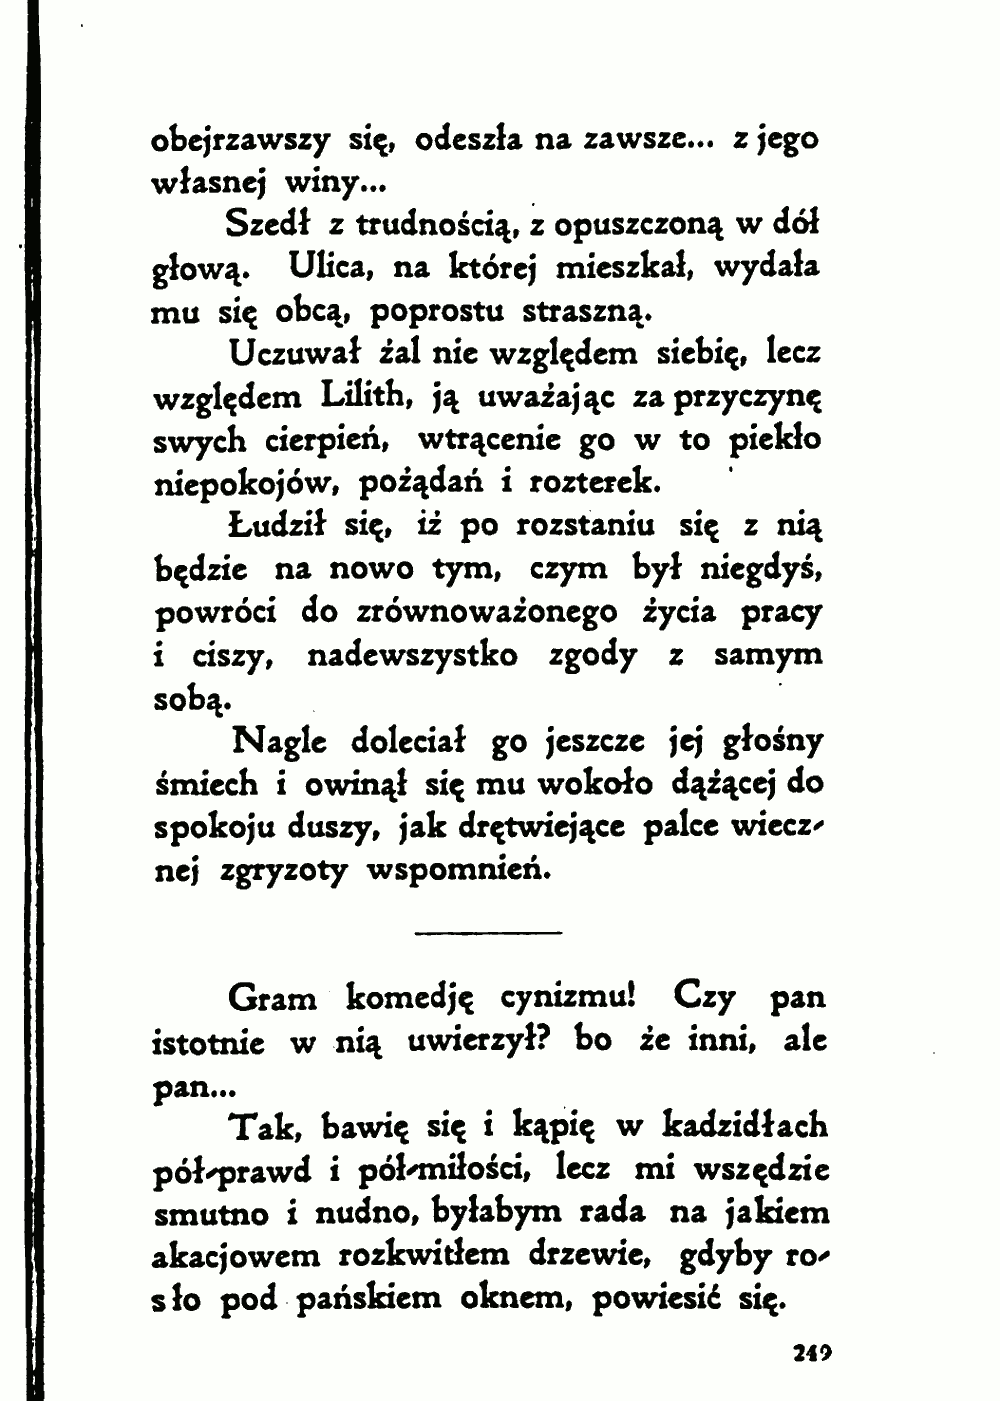 obejrzawszy się, odeszła na zawsze... z jego
własnej winy...
Szedł z trudnością, z opuszczoną w dół
głową. Ulica, na której mieszkał, wydała
mu się obcą, poprostu straszną.
Uczuwał żal nie względem siebię, lecz
względem Lilith, ją uważając za przyczynę
swych cierpień, wtrącenie go w to piekło
niepokojów, pożądań i rozterek.
Łudził się, iż po rozstaniu się z nią
będzie na nowo tym, czym był niegdyś,
powróci do zrównoważonego życia pracy
i ciszy, nadewszystko zgody z samym
sobą.
Nagle doleciał go jeszcze jej głośny
śmiech i owinął się mu wokoło dążącej do
spokoju duszy, jak drętwiejące palce wiecz-
nej zgryzoty wspomnień.
Gram komedję cynizmu! Czy pan
istotnie w nią uwierzył? bo że inni, ale
pan...
Tak, bawię się i kąpię w kadzidłach
pół-prawd i pół-miłości, lecz mi wszędzie
smutno i nudno, byłabym rada na jakiem
akacjowem rozkwitłem drzewie, gdyby ro-
sło pod pańskiem oknem, powiesić się.
249